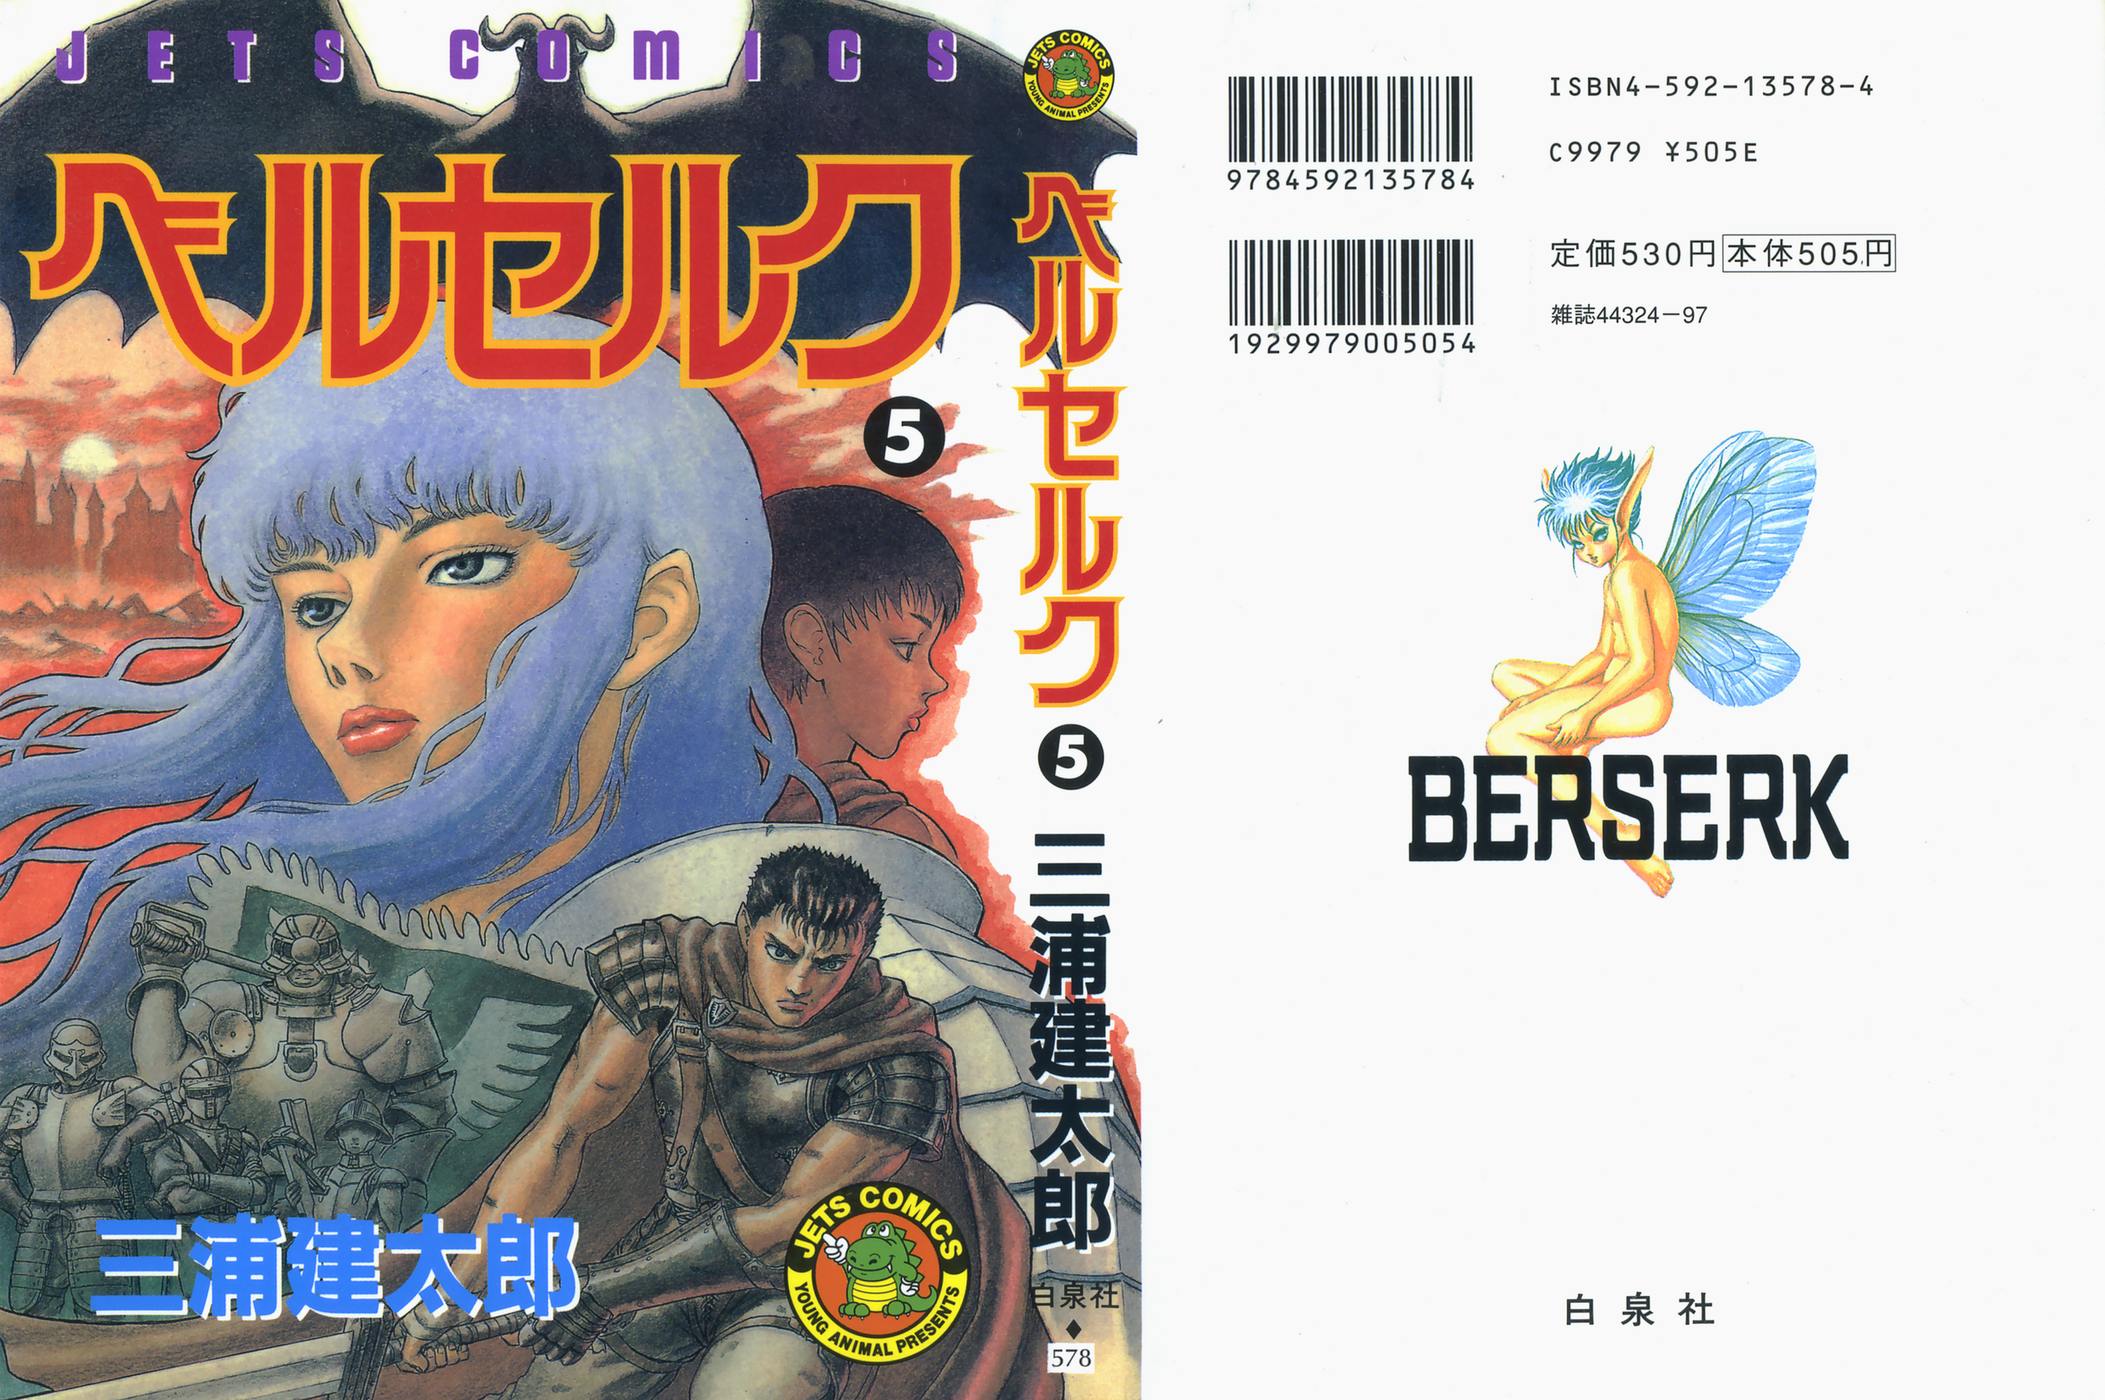 JETS COMICS
ベルセルク
5
三浦建太郎
JETS COMICS
YOUNG ANIMAL PRESENTS
JETS COMICS
YOUNG ANIMAL PRESENTS
ベルセルク
5
三浦建太郎
白泉社
578
9784592135784
1929979005054
ISBN4-592-13578-4
C9979 ¥505E
定価530円 本体505円
雑誌44324-97
BERSERK
白泉社